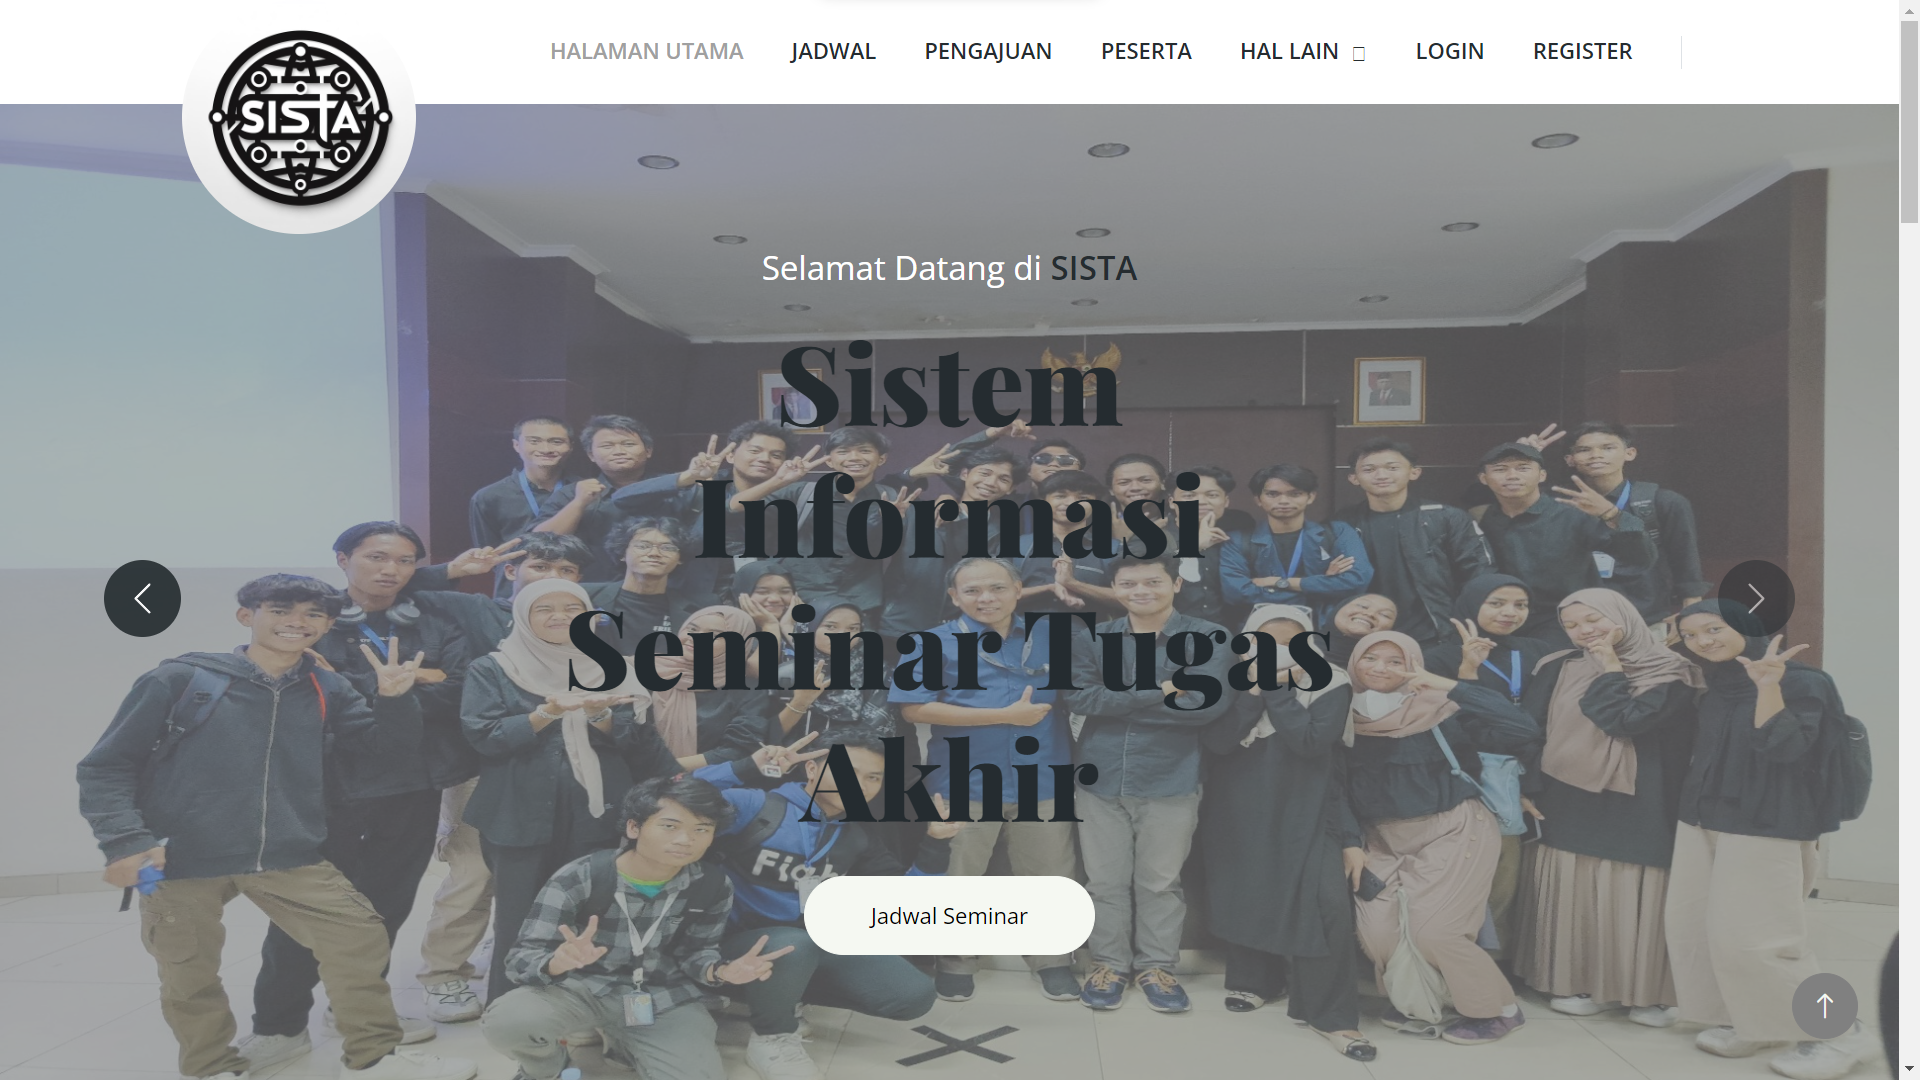 HALAMAN UTAMA JADWAL PENGAJUAN PESERTA HAL LAIN LOGIN REGISTER
SISTA
Selamat Datang di SISTA
Sistem
Informasi
Seminar Tugas
Akhir
Jadwal Seminar